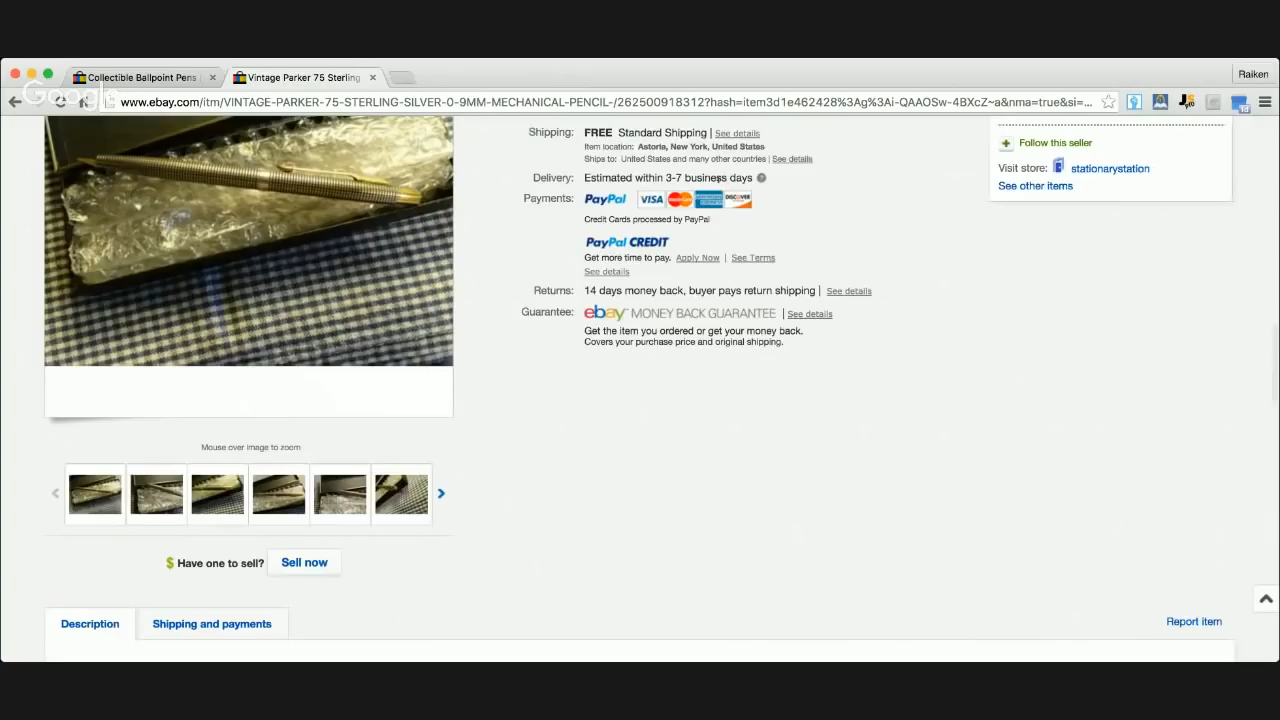 Collectible Ballpoint Pens
Vintage Parker 75 Sterling
Raiken
Google
www.ebay.com/itm/VINTAGE-PARKER-75-STERLING-SILVER-0-9MM-MECHANICAL-PENCIL-/262500918312?hash=item3d1e462428%3Ag%3Ai-QAAOSw-4BXcZ~a&nma=true&si=...
Shipping: FREE Standard Shipping | See details
Item location: Astoria, New York, United States
Ships to: United States and many other countries | See details
Delivery: Estimated within 3-7 business days
Payments: PayPal VISA MasterCard DISCOVER
Credit Cards processed by PayPal
PayPal CREDIT
Get more time to pay. Apply Now | See Terms
See details
Returns: 14 days money back, buyer pays return shipping | See details
Guarantee: ebay MONEY BACK GUARANTEE | See details
Get the item you ordered or get your money back.
Covers your purchase price and original shipping.
Follow this seller
Visit store: stationarystation
See other items
Mouse over image to zoom
$ Have one to sell? Sell now
Description
Shipping and payments
Report item